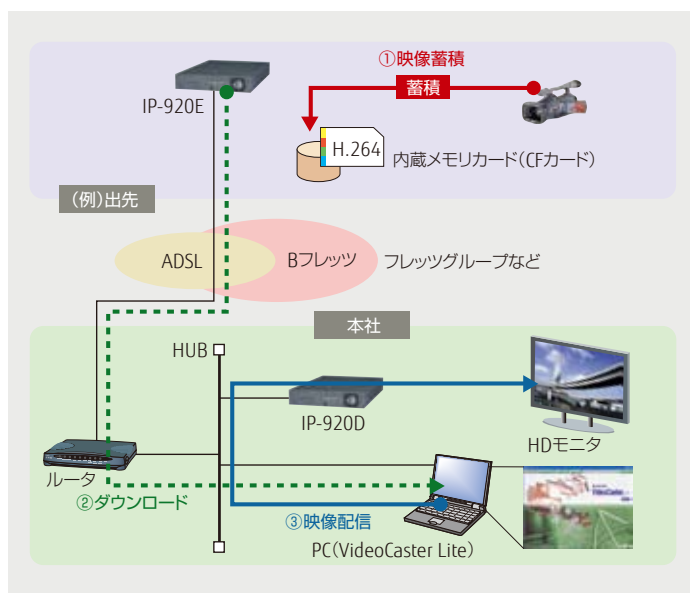 ①映像蓄積
蓄積
IP-920E
H.264
内蔵メモリカード(CFカード)
(例)出先
ADSL
Bフレッツ
フレッツグループなど
本社
HUB
IP-920D
HDモニタ
ルータ
②ダウンロード
③映像配信
PC(VideoCaster Lite)